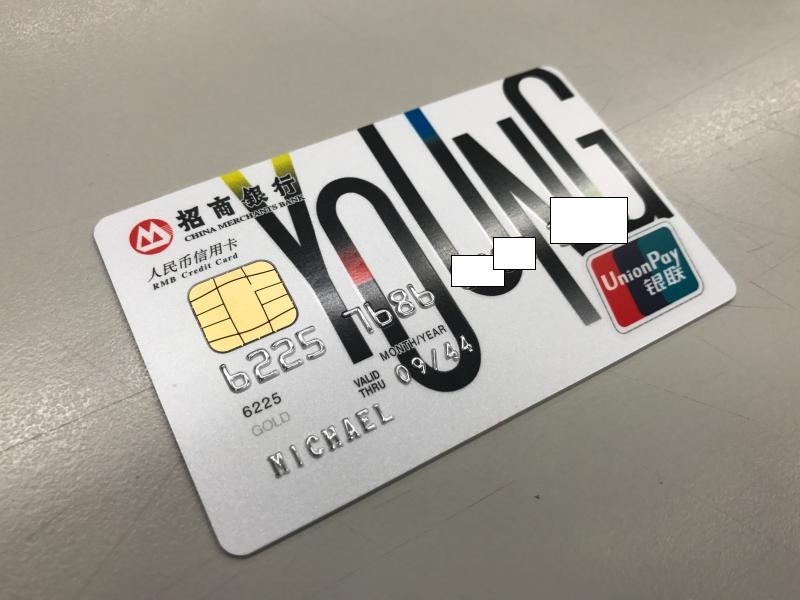 YOUNG
招商银行
CHINA MERCHANTS BANK
人民币信用卡
RMB Credit Card
UnionPay
银联
6225 7686
6225
GOLD
MONTH/YEAR
VALID THRU 09/44
MICHAEL